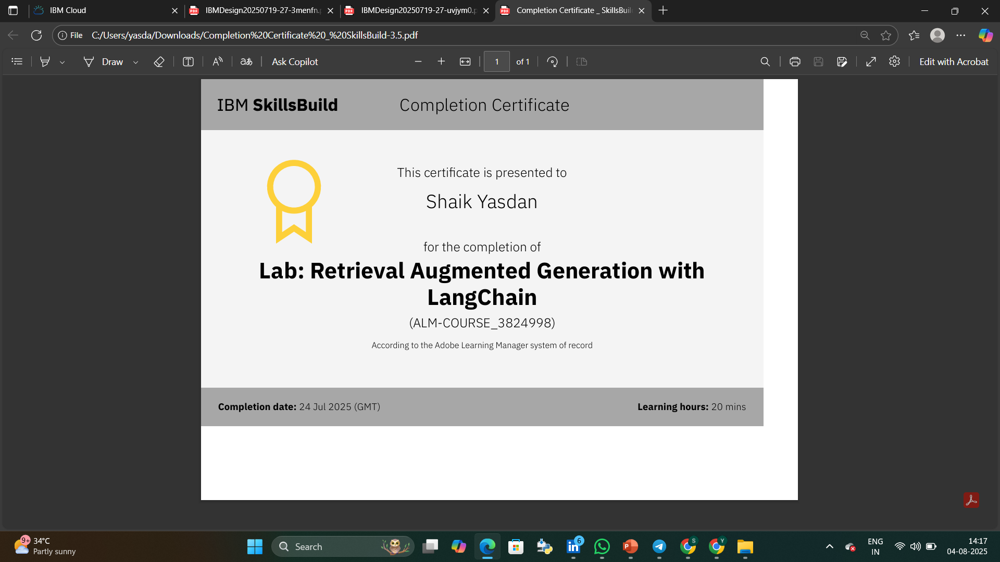 IBM Cloud
IBMDesign20250719-27-3menfn.p
IBMDesign20250719-27-uvjym0.p
Completion Certificate _ SkillsBuil
File
C:/Users/yasda/Downloads/Completion%20Certificate%20_%20SkillsBuild-3.5.pdf
Draw
Ask Copilot
1 of 1
Edit with Acrobat
IBM SkillsBuild
Completion Certificate
This certificate is presented to
Shaik Yasdan
for the completion of
Lab: Retrieval Augmented Generation with
LangChain
(ALM-COURSE_3824998)
According to the Adobe Learning Manager system of record
Completion date: 24 Jul 2025 (GMT)
Learning hours: 20 mins
9+
34°C
Partly sunny
Search
6
S
Y
ENG
IN
14:17
04-08-2025